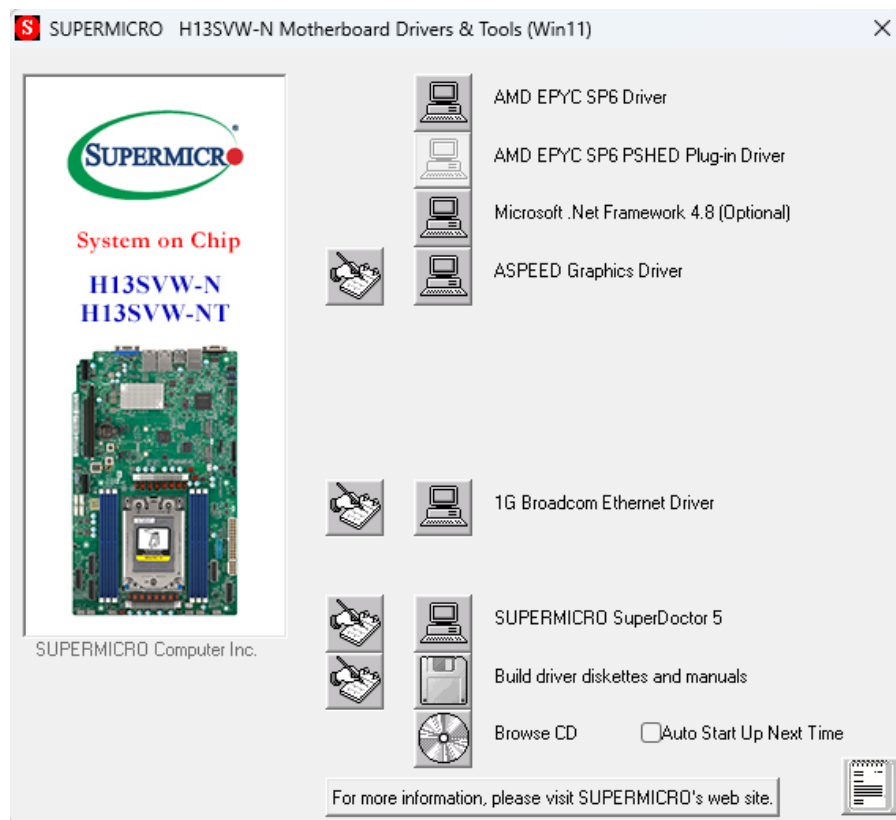 SUPERMICRO H13SVW-N Motherboard Drivers & Tools (Win11)
SUPERMICR
System on Chip
H13SVW-N
H13SVW-NT
SUPERMICRO Computer Inc.
AMD EPYC SP6 Driver
AMD EPYC SP6 PSHED Plug-in Driver
Microsoft .Net Framework 4.8 (Optional)
ASPEED Graphics Driver
1G Broadcom Ethernet Driver
SUPERMICRO SuperDoctor 5
Build driver diskettes and manuals
Browse CD
Auto Start Up Next Time
For more information, please visit SUPERMICRO's web site.